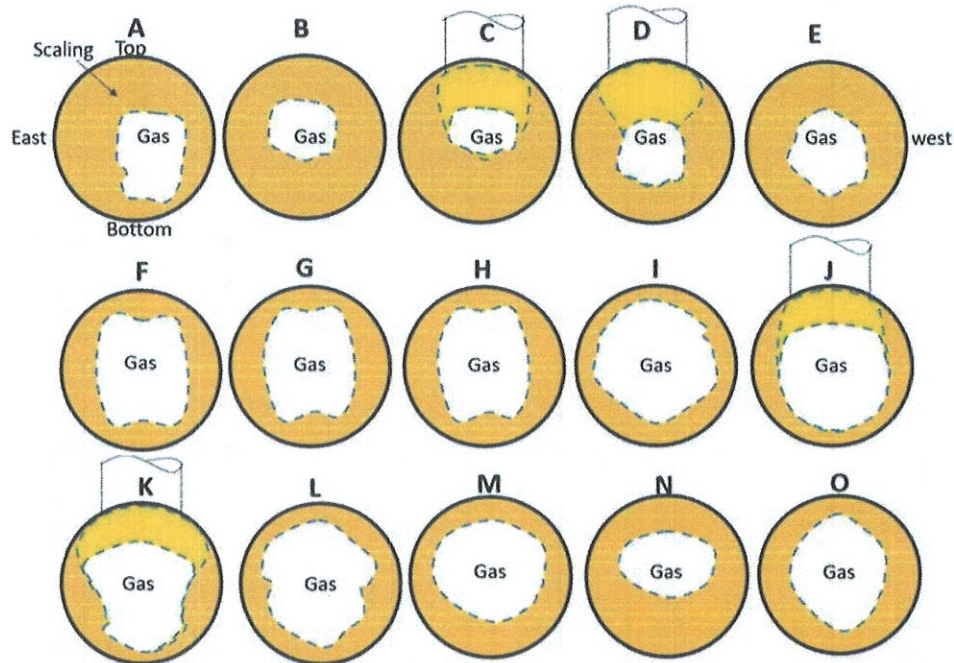 A B C D E
Scaling Top
East Gas Gas Gas Gas Gas west
Bottom
F G H I J
Gas Gas Gas Gas Gas
K L M N O
Gas Gas Gas Gas Gas